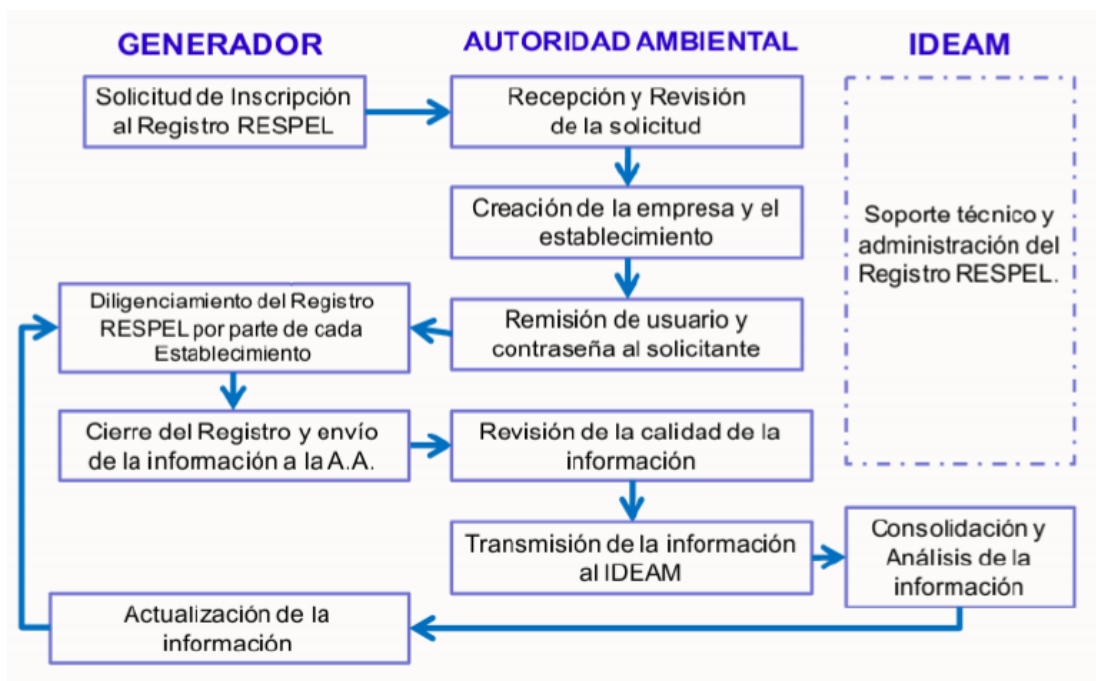 GENERADOR
AUTORIDAD AMBIENTAL
IDEAM
Solicitud de Inscripción
al Registro RESPEL
Recepción y Revisión
de la solicitud
Creación de la empresa y el
establecimiento
Soporte técnico y
administración del
Registro RESPEL.
Diligenciamiento del Registro
RESPEL por parte de cada
Establecimiento
Remisión de usuario y
contraseña al solicitante
Cierre del Registro y envío
de la información a la A.A.
Revisión de la calidad de la
información
Transmisión de la información
al IDEAM
Consolidación y
Análisis de la
información
Actualización de la
información